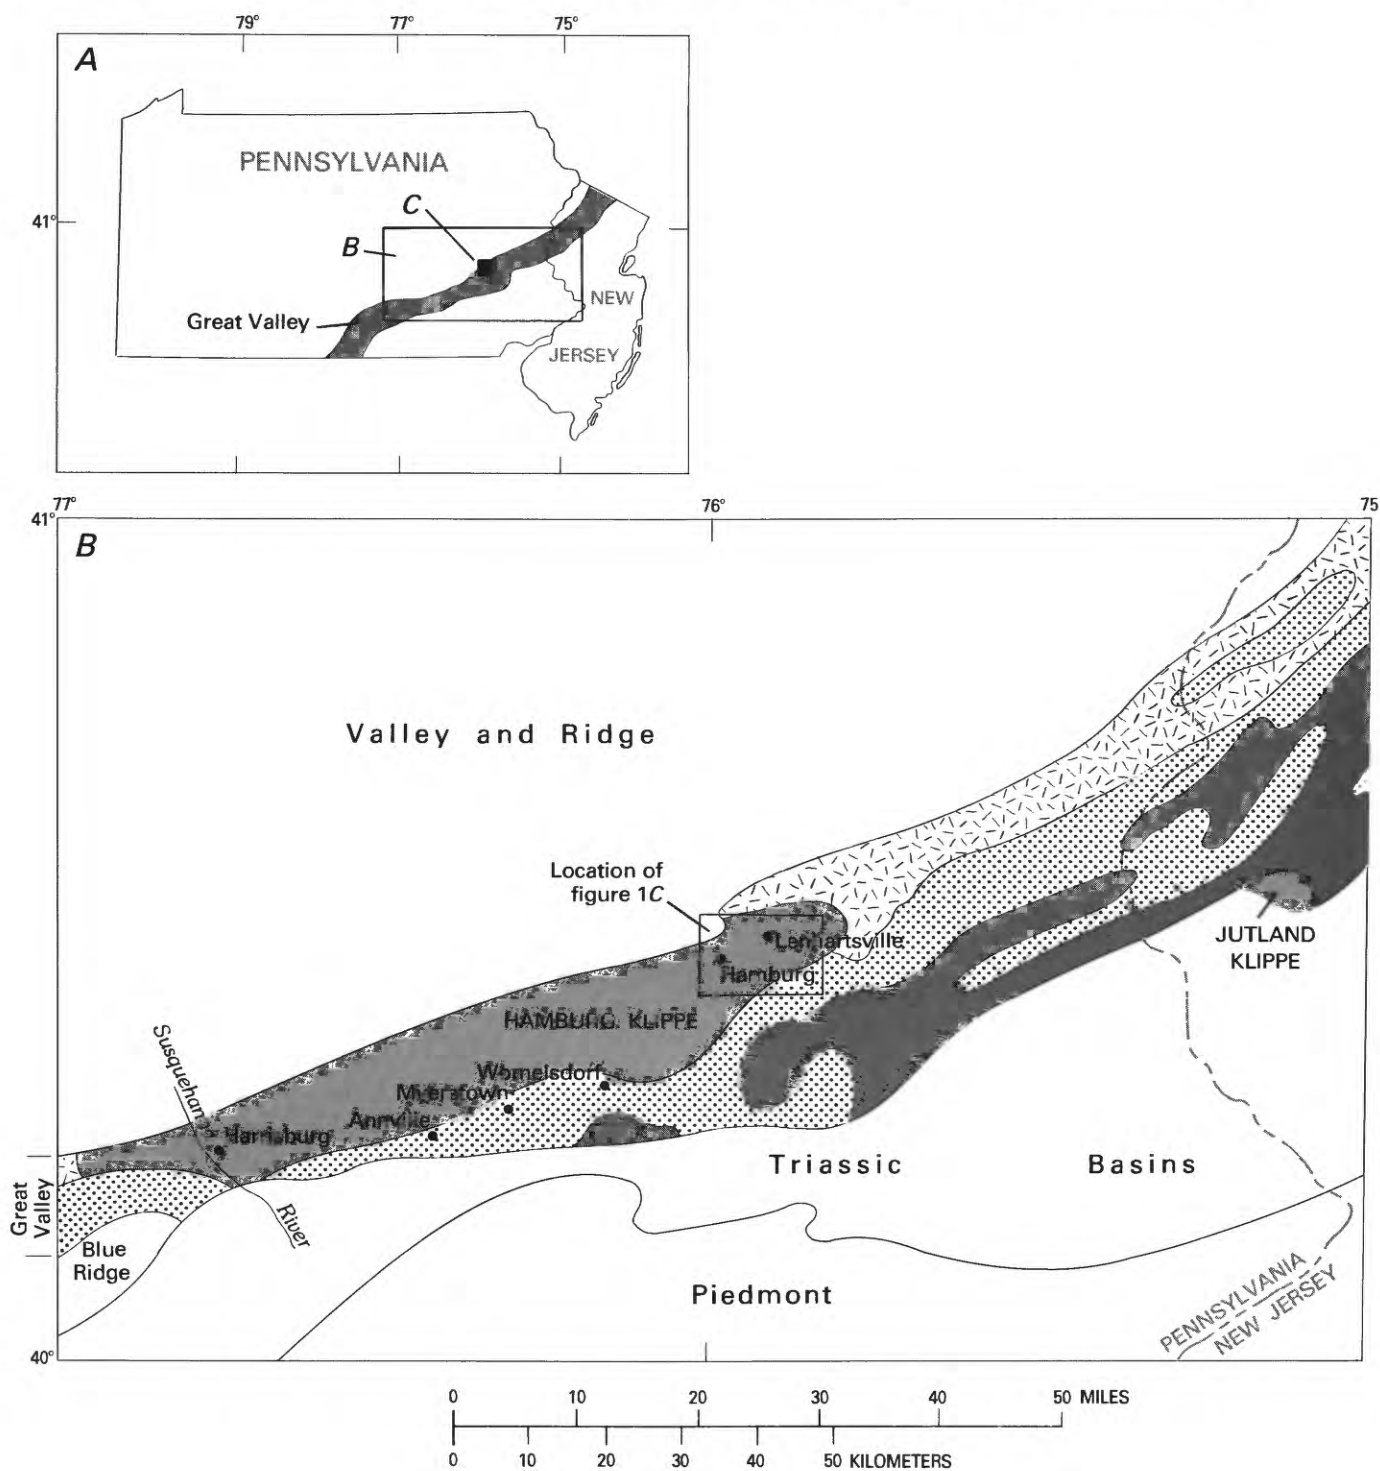 79°
77°
75°
A
PENNSYLVANIA
C
41°
B
NEW
Great Valley
JERSEY
77°
76°
75
41°
B
Valley and Ridge
Location of
figure 1C
Lenhartsville
JUTLAND
KLIPPE
Hamburg
HAMBURG KLIPPE
Susquehanna
Womelsdorf
Myerstown
Annville
Harrisburg
Triassic Basins
Great
Valley
River
Blue
Ridge
Piedmont
PENNSYLVANIA
NEW JERSEY
40°
0 10 20 30 40 50 MILES
0 10 20 30 40 50 KILOMETERS